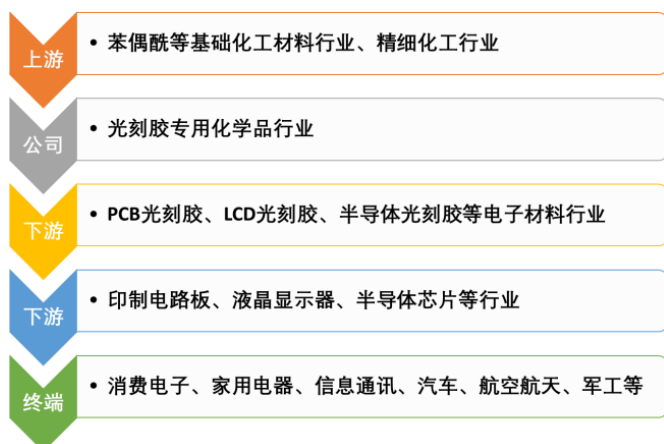 上游
• 苯偶酰等基础化工材料行业、精细化工行业
公司
• 光刻胶专用化学品行业
下游
• PCB光刻胶、LCD光刻胶、半导体光刻胶等电子材料行业
下游
• 印制电路板、液晶显示器、半导体芯片等行业
终端
• 消费电子、家用电器、信息通讯、汽车、航空航天、军工等